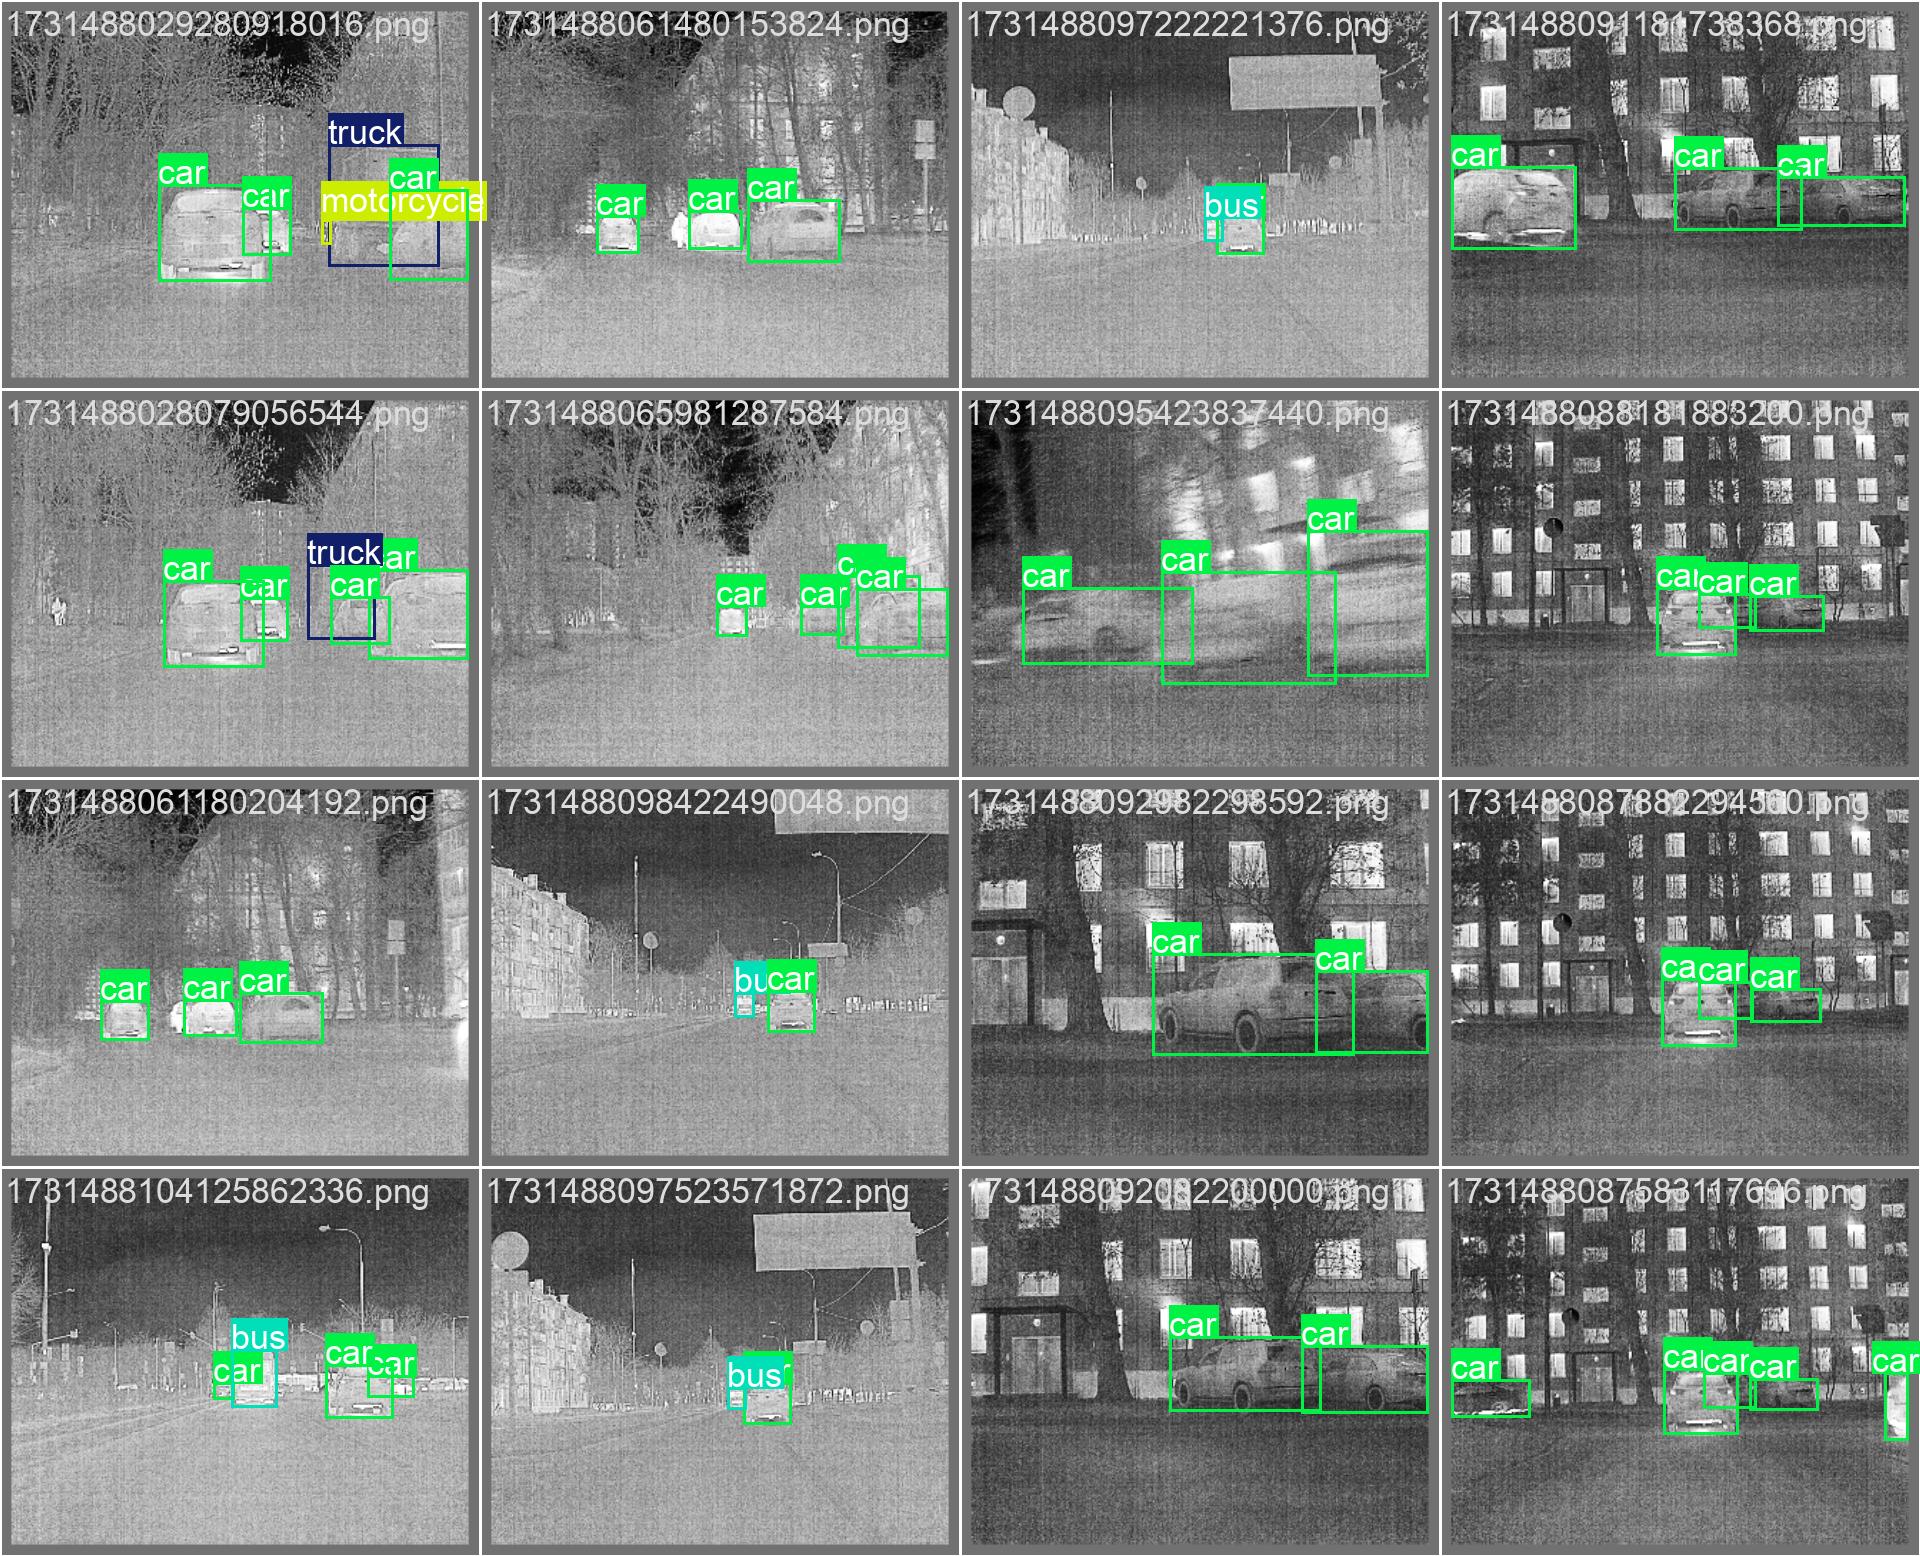 1731488029280918016.png
truck
car
car
car
motorcycle
1731488061480153824.png
car
car
car
1731488097222221376.png
bus
1731488091181738368.png
car
car
car
1731488028079056544.png
truck
car
car
car
car
1731488065981287584.png
c
car
car
car
1731488095423837440.png
car
car
car
1731488088181883200.png
car
car
car
1731488061180204192.png
car
car
car
1731488098422490048.png
bu
car
1731488092982298592.png
car
car
1731488087882294560.png
ca
car
car
1731488104125862336.png
bus
car
car
car
1731488097523571872.png
bus
1731488092082200000.png
car
car
1731488087583117696.png
car
car
car
car
car